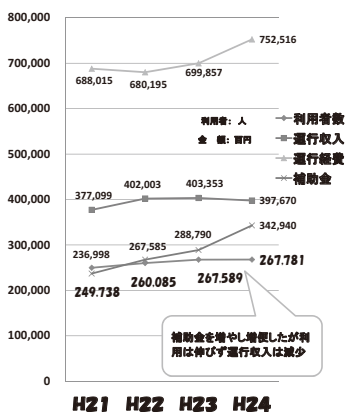 800,000
752,516
700,000
688,015
680,195
699,857
600,000
利用者: 人
金 額: 百円
利用者数
運行収入
運行経費
補助金
500,000
400,000
377,099
402,003
403,353
397,670
300,000
236,998
267,585
288,790
342,940
249.738
260.085
267.589
267.781
200,000
100,000
補助金を増やし増便したが利
用は伸びず運行収入は減少
0
H21 H22 H23 H24